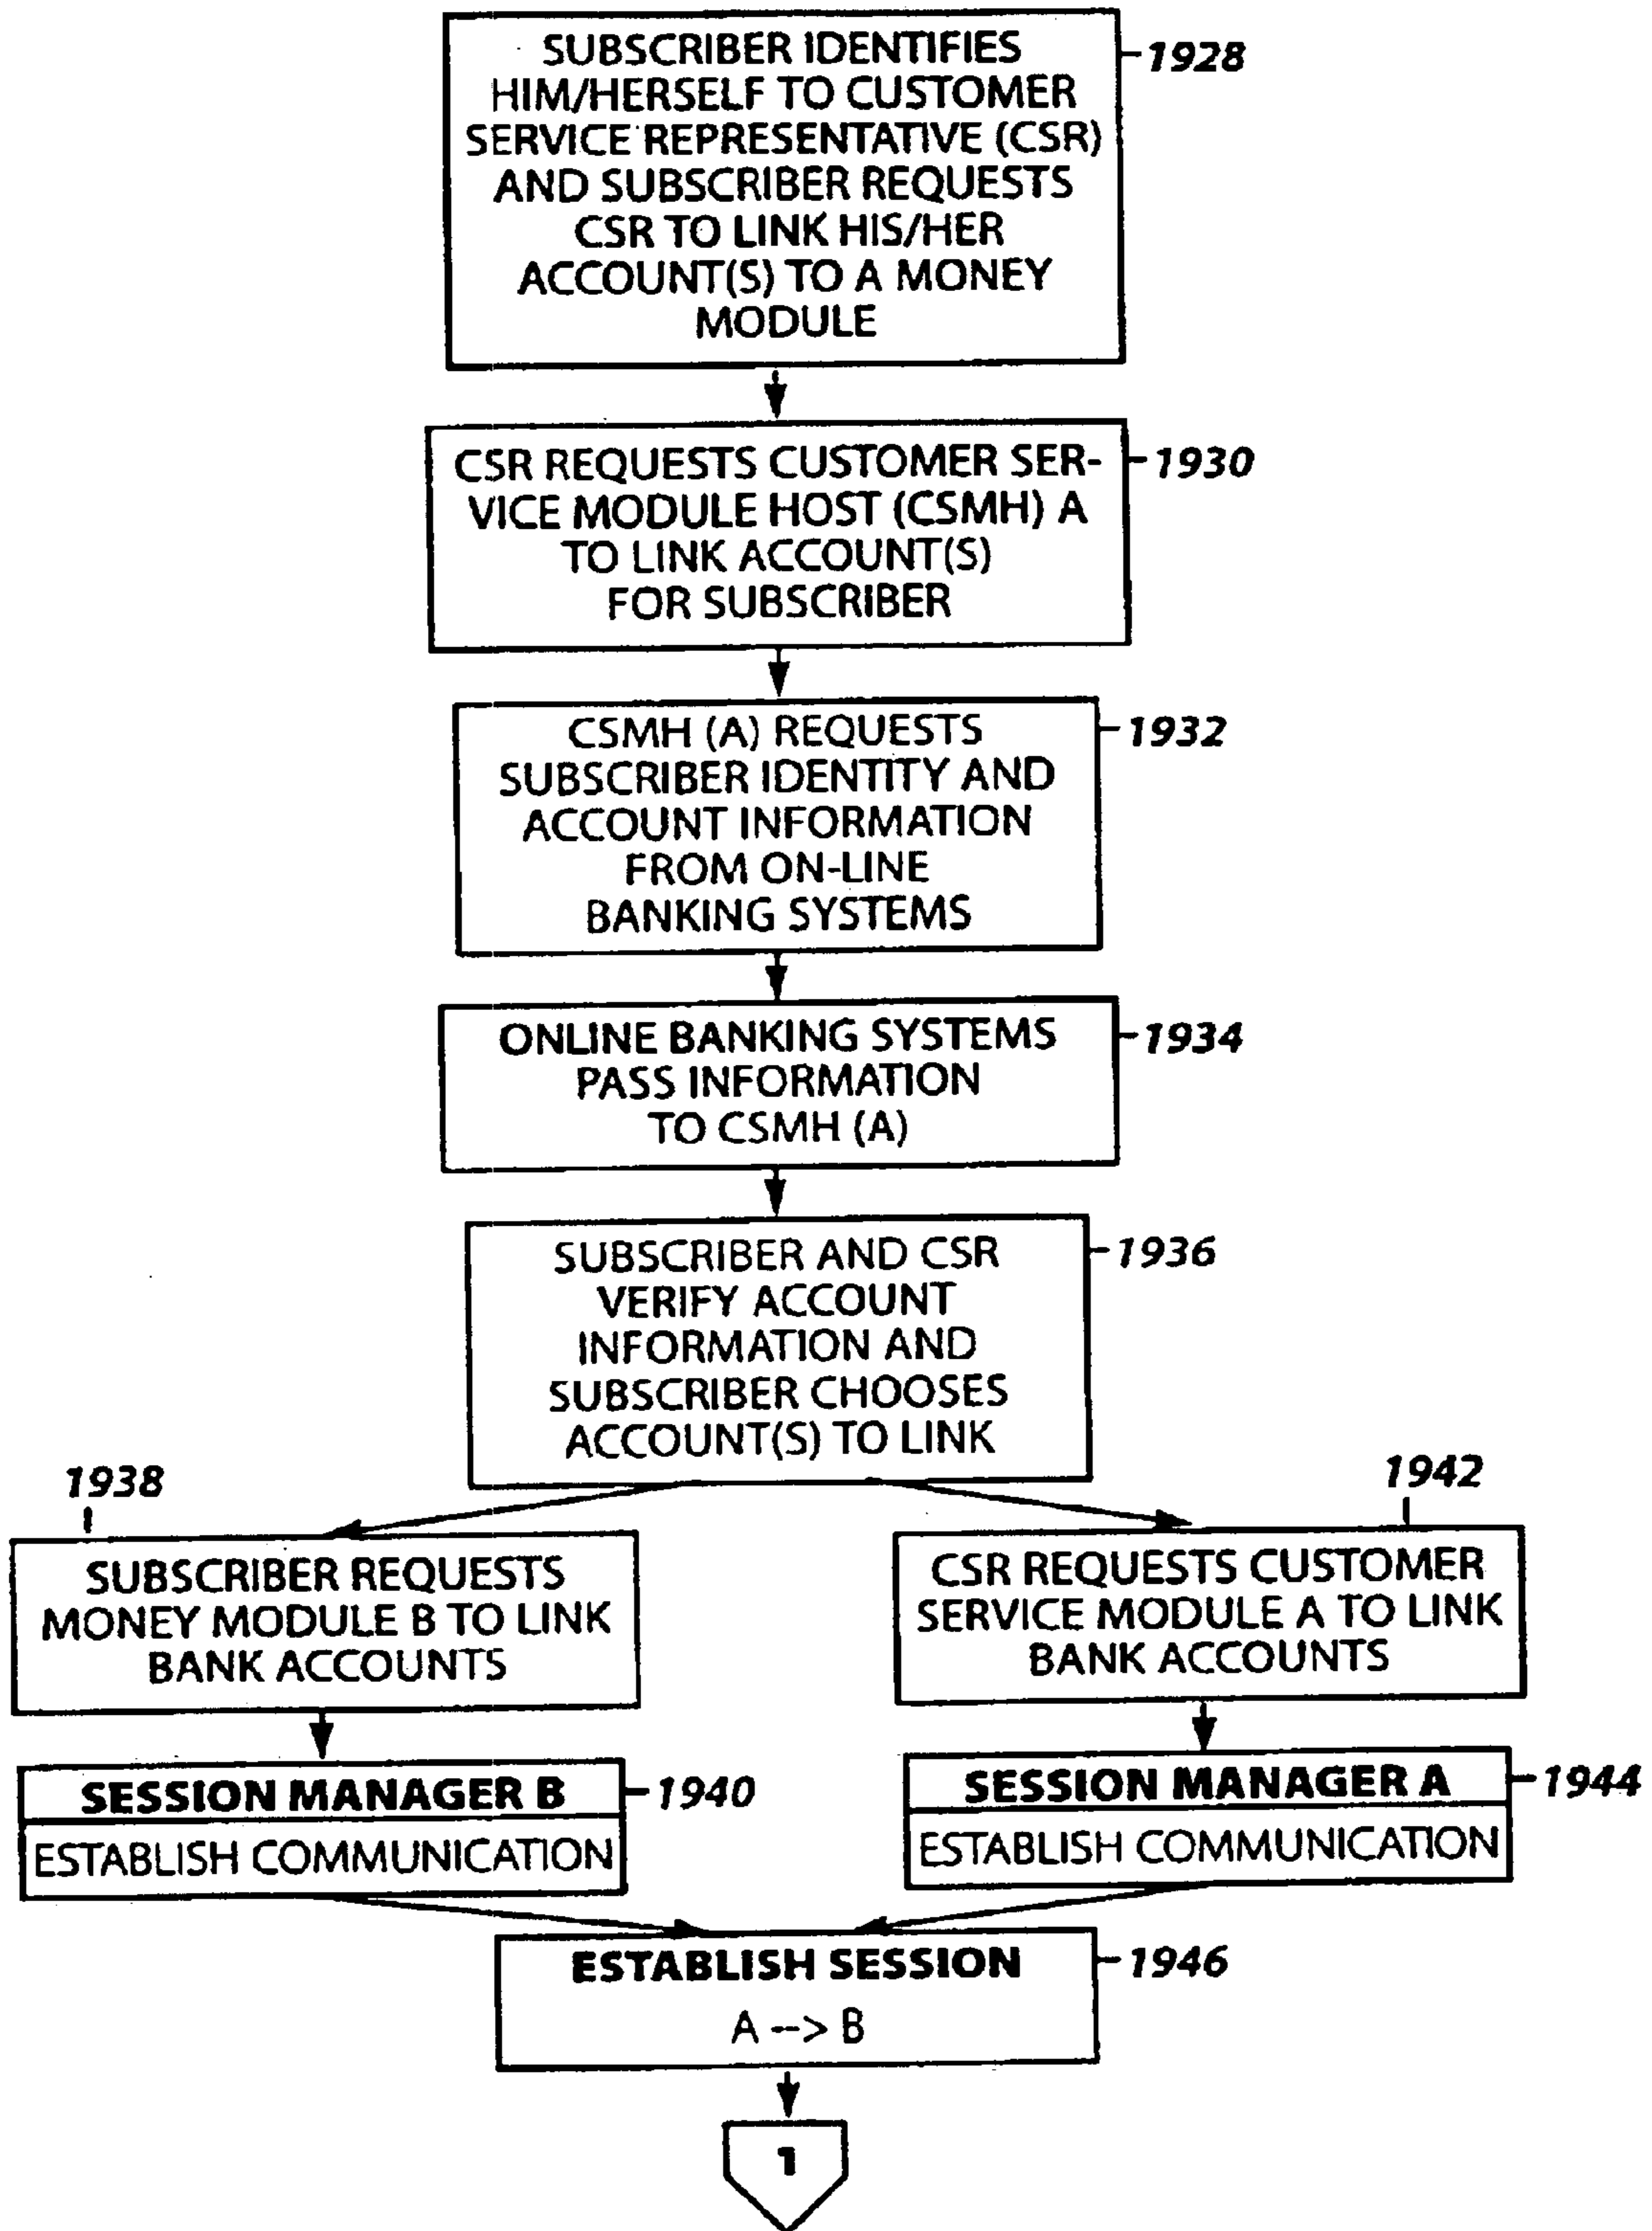 SUBSCRIBER IDENTIFIES
HIM/HERSELF TO CUSTOMER
SERVICE REPRESENTATIVE (CSR)
AND SUBSCRIBER REQUESTS
CSR TO LINK HIS/HER
ACCOUNT(S) TO A MONEY
MODULE
1928
CSR REQUESTS CUSTOMER SER-
VICE MODULE HOST (CSMH) A
TO LINK ACCOUNT(S)
FOR SUBSCRIBER
1930
CSMH (A) REQUESTS
SUBSCRIBER IDENTITY AND
ACCOUNT INFORMATION
FROM ON-LINE
BANKING SYSTEMS
1932
ONLINE BANKING SYSTEMS
PASS INFORMATION
TO CSMH (A)
1934
SUBSCRIBER AND CSR
VERIFY ACCOUNT
INFORMATION AND
SUBSCRIBER CHOOSES
ACCOUNT(S) TO LINK
1936
1938
SUBSCRIBER REQUESTS
MONEY MODULE B TO LINK
BANK ACCOUNTS
1942
CSR REQUESTS CUSTOMER
SERVICE MODULE A TO LINK
BANK ACCOUNTS
SESSION MANAGER B
1940
ESTABLISH COMMUNICATION
SESSION MANAGER A
1944
ESTABLISH COMMUNICATION
ESTABLISH SESSION
1946
A --> B
1